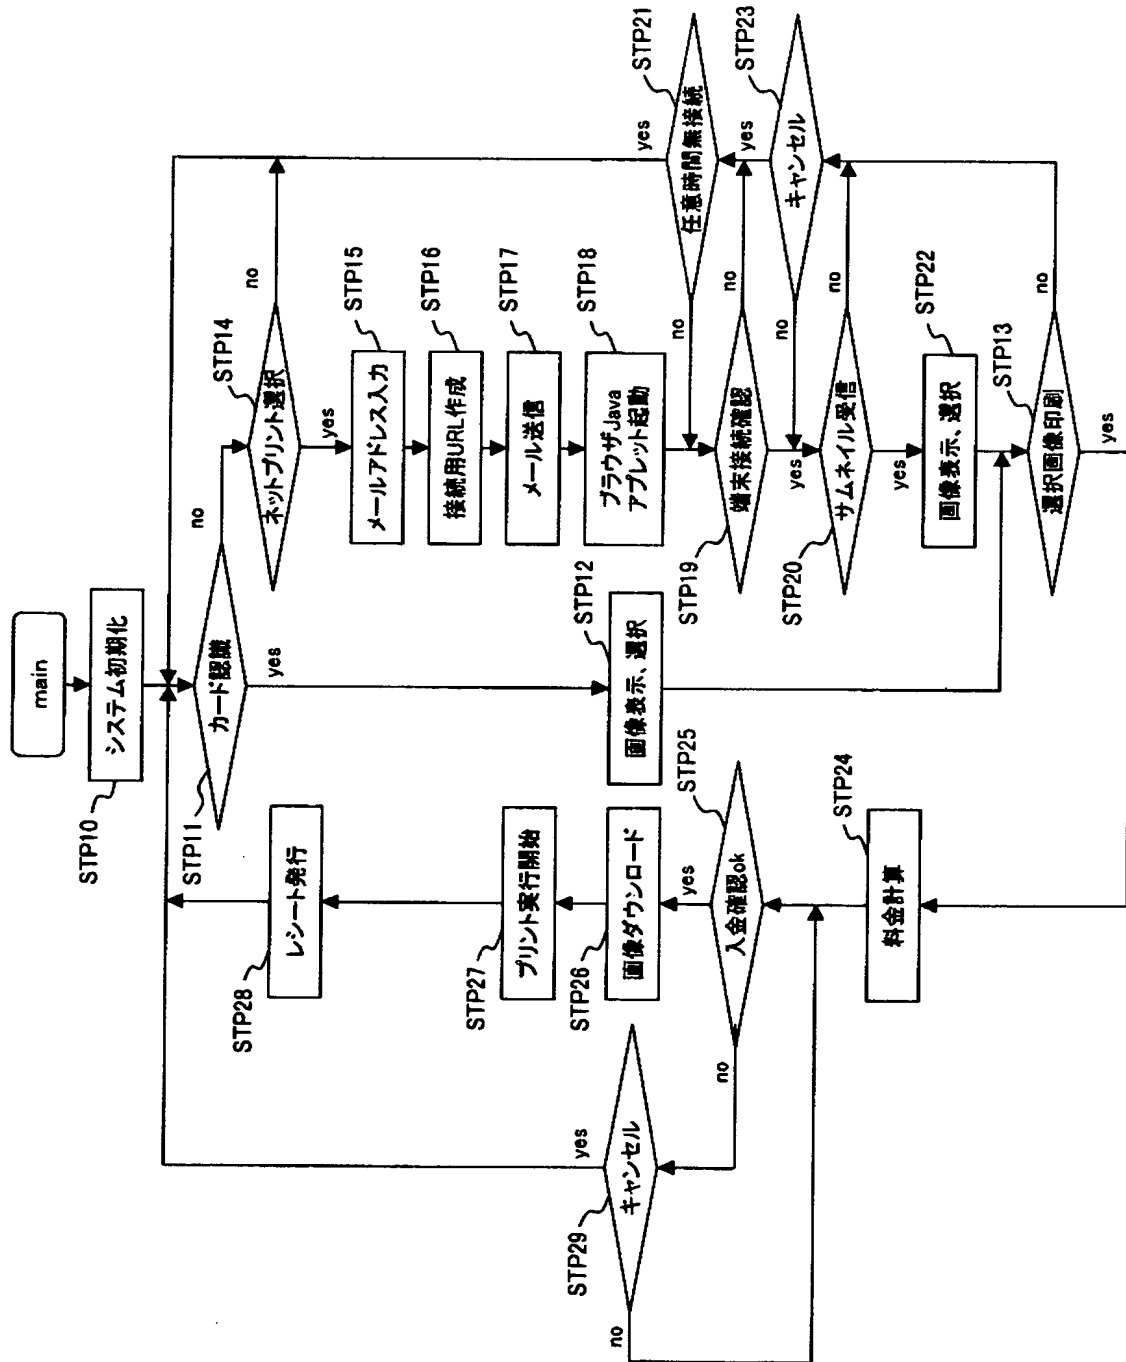 main
システム初期化
STP10
カード認識
STP11
no
yes
ネットプリント選択
STP14
no
yes
メールアドレス入力
STP15
接続用URL作成
STP16
メール送信
STP17
ブラウザJava
アプレット起動
STP18
任意時間無接続
STP21
yes
no
端末接続確認
STP19
no
yes
キャンセル
STP23
yes
no
サムネイル受信
STP20
no
yes
画像表示、選択
STP22
画像表示、選択
STP12
選択画像印刷
STP13
no
yes
料金計算
STP24
入金確認ok
STP25
yes
no
画像ダウンロード
STP26
プリント実行開始
STP27
レシート発行
STP28
キャンセル
STP29
yes
no